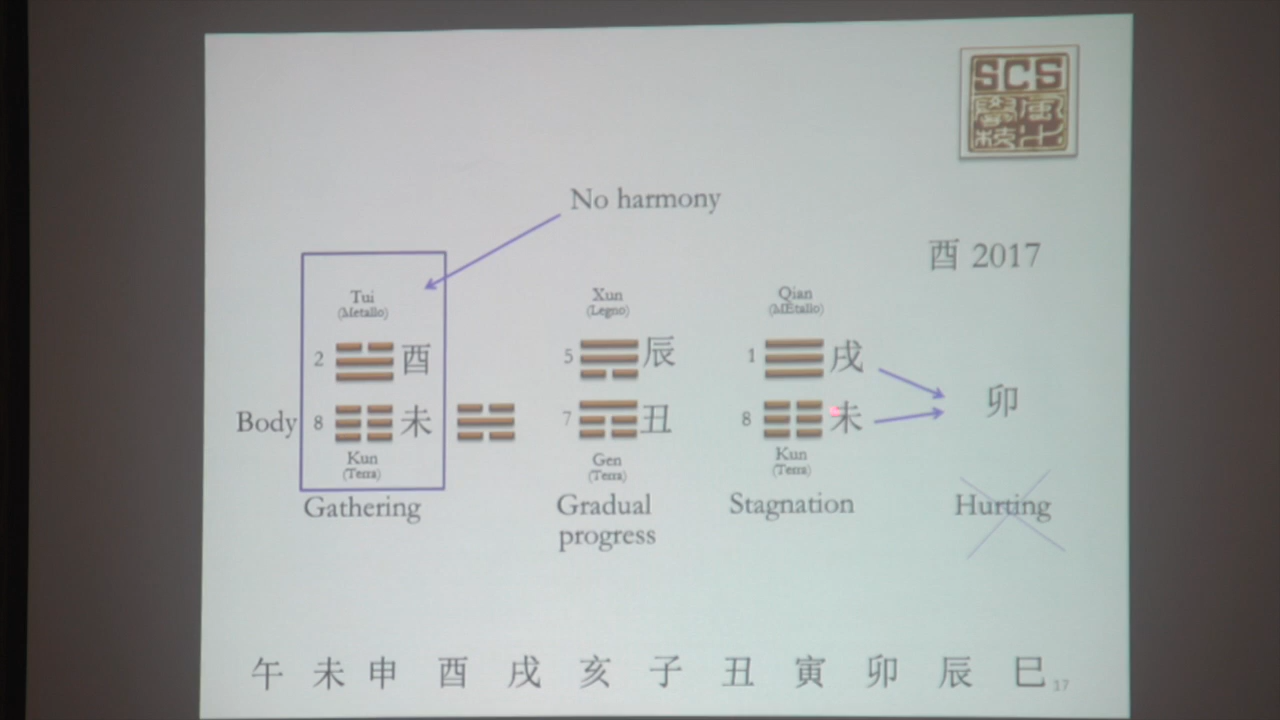 SCS
No harmony
酉 2017
Tui
(Metallo)
2
酉
Body
8
未
Kun
(Terra)
Gathering
Xun
(Legno)
5
辰
7
丑
Gen
(Terra)
Gradual
progress
Qian
(MEtallo)
1
戌
8
未
Kun
(Terra)
Stagnation
卯
Hurting
午 未 申 酉 戌 亥 子 丑 寅 卯 辰 巳
17